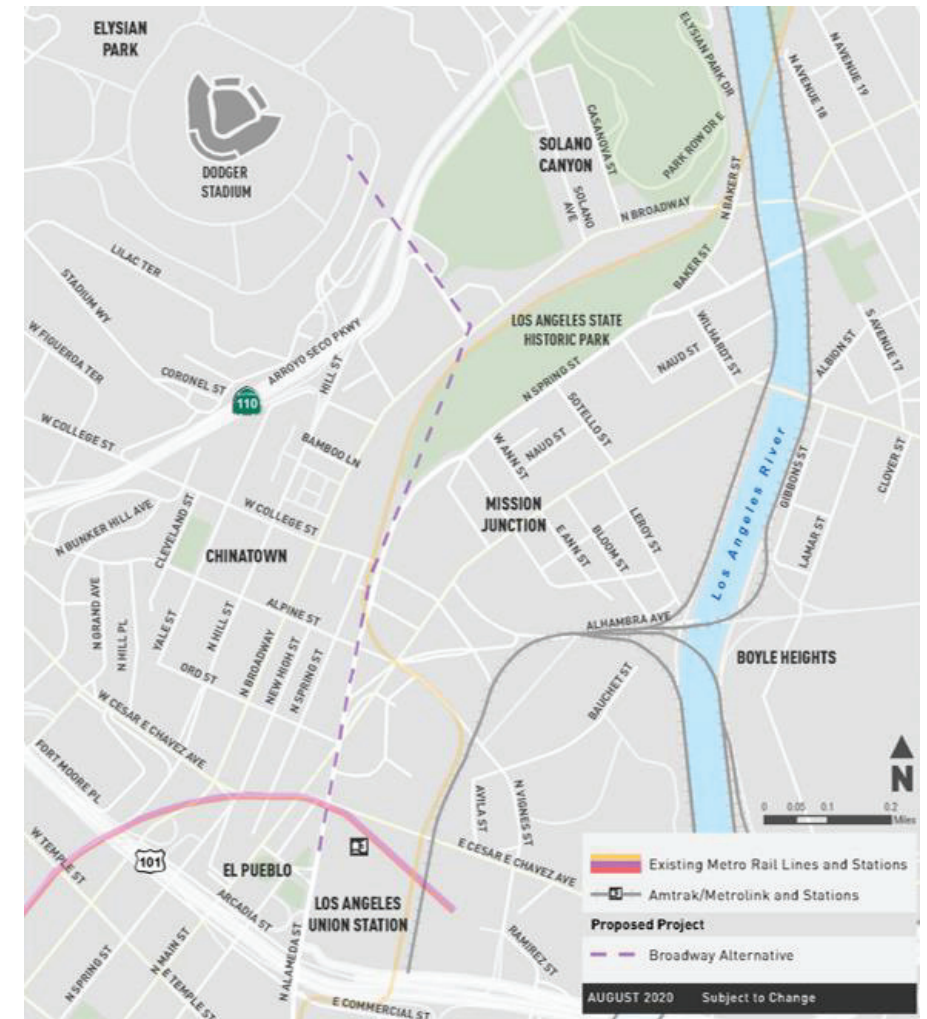 ELYSIAN
PARK
ELYSIAN PARK DR
N AVENUE 19
N AVENUE 18
CASANOVA ST
SOLANO
CANYON
PARK ROW DR E
DODGER
STADIUM
SOLANO
AVE
N BROADWAY
N BAKER ST
LILAC TER
BAKER ST
STADIUM WY
LOS ANGELES STATE
HISTORIC PARK
WILHARDT ST
S AVENUE 17
ALBION ST
W FIGUEROA TER
ARROYO SECO PKWY
NAUD ST
HILL ST
CORONEL ST
110
N SPRING ST
SOTELLO ST
W COLLEGE ST
BAMBOO LN
W ANN ST
NAUD ST
Los Angeles River
GIBBONS ST
CLOVER ST
MISSION
JUNCTION
W COLLEGE ST
N BUNKER HILL AVE
CLEVELAND ST
LEROY ST
BLOOM ST
E ANN ST
LAMAR ST
CHINATOWN
N GRAND AVE
N HILL PL
YALE ST
N HILL ST
ALPINE ST
N BROADWAY
NEW HIGH ST
N SPRING ST
ALHAMBRA AVE
BOYLE HEIGHTS
ORD ST
BAUCHET ST
W CESAR E CHAVEZ AVE
FORT MOORE PL
N
AVILA ST
N VIGNES ST
0 0.05 0.1 0.2
Miles
W TEMPLE ST
101
EL PUEBLO
E CESAR E CHAVEZ AVE
ARCADIA ST
LOS ANGELES
UNION STATION
N ALAMEDA ST
RAMIREZ ST
N SPRING ST
N MAIN ST
E TEMPLE ST
E COMMERCIAL ST
Existing Metro Rail Lines and Stations
Amtrak/Metrolink and Stations
Proposed Project
Broadway Alternative
AUGUST 2020 Subject to Change